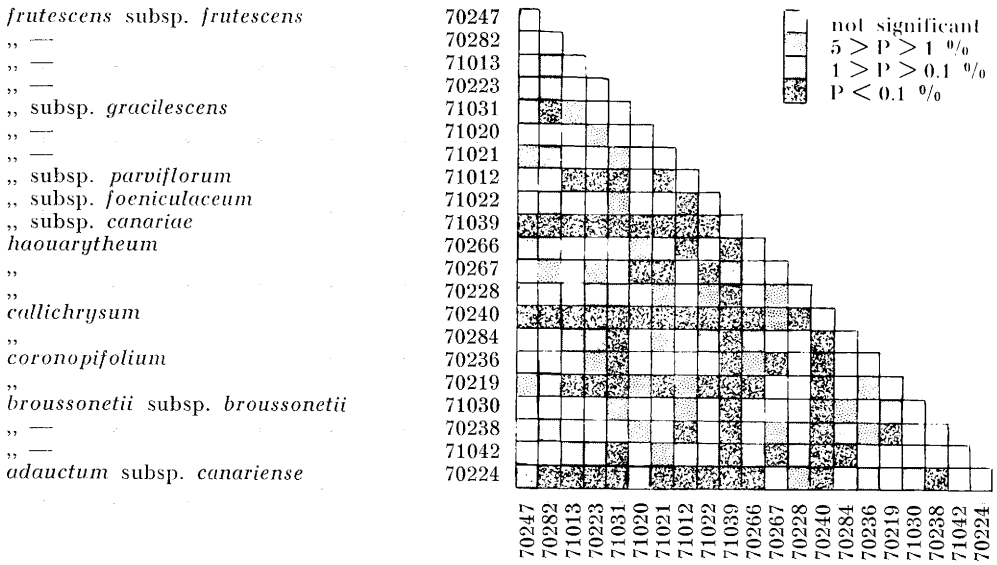 frutescens subsp. frutescens 70247
,, — 70282
,, — 71013
,, — 70223
,, subsp. gracilescens 71031
,, — 71020
,, — 71021
,, subsp. parviflorum 71012
,, subsp. foeniculaceum 71022
,, subsp. canariae 71039
haouarytheum 70266
,, 70267
,, 70228
callichrysum 70240
,, 70284
coronopifolium 70236
,, 70219
broussonetii subsp. broussonetii 71030
,, — 70238
,, — 71042
adauctum subsp. canariense 70224
not significant
5 > P > 1 %
1 > P > 0.1 %
P < 0.1 %
70247 70282 71013 70223 71031 71020 71021 71012 71022 71039 70266 70267 70228 70240 70284 70236 70219 71030 70238 71042 70224